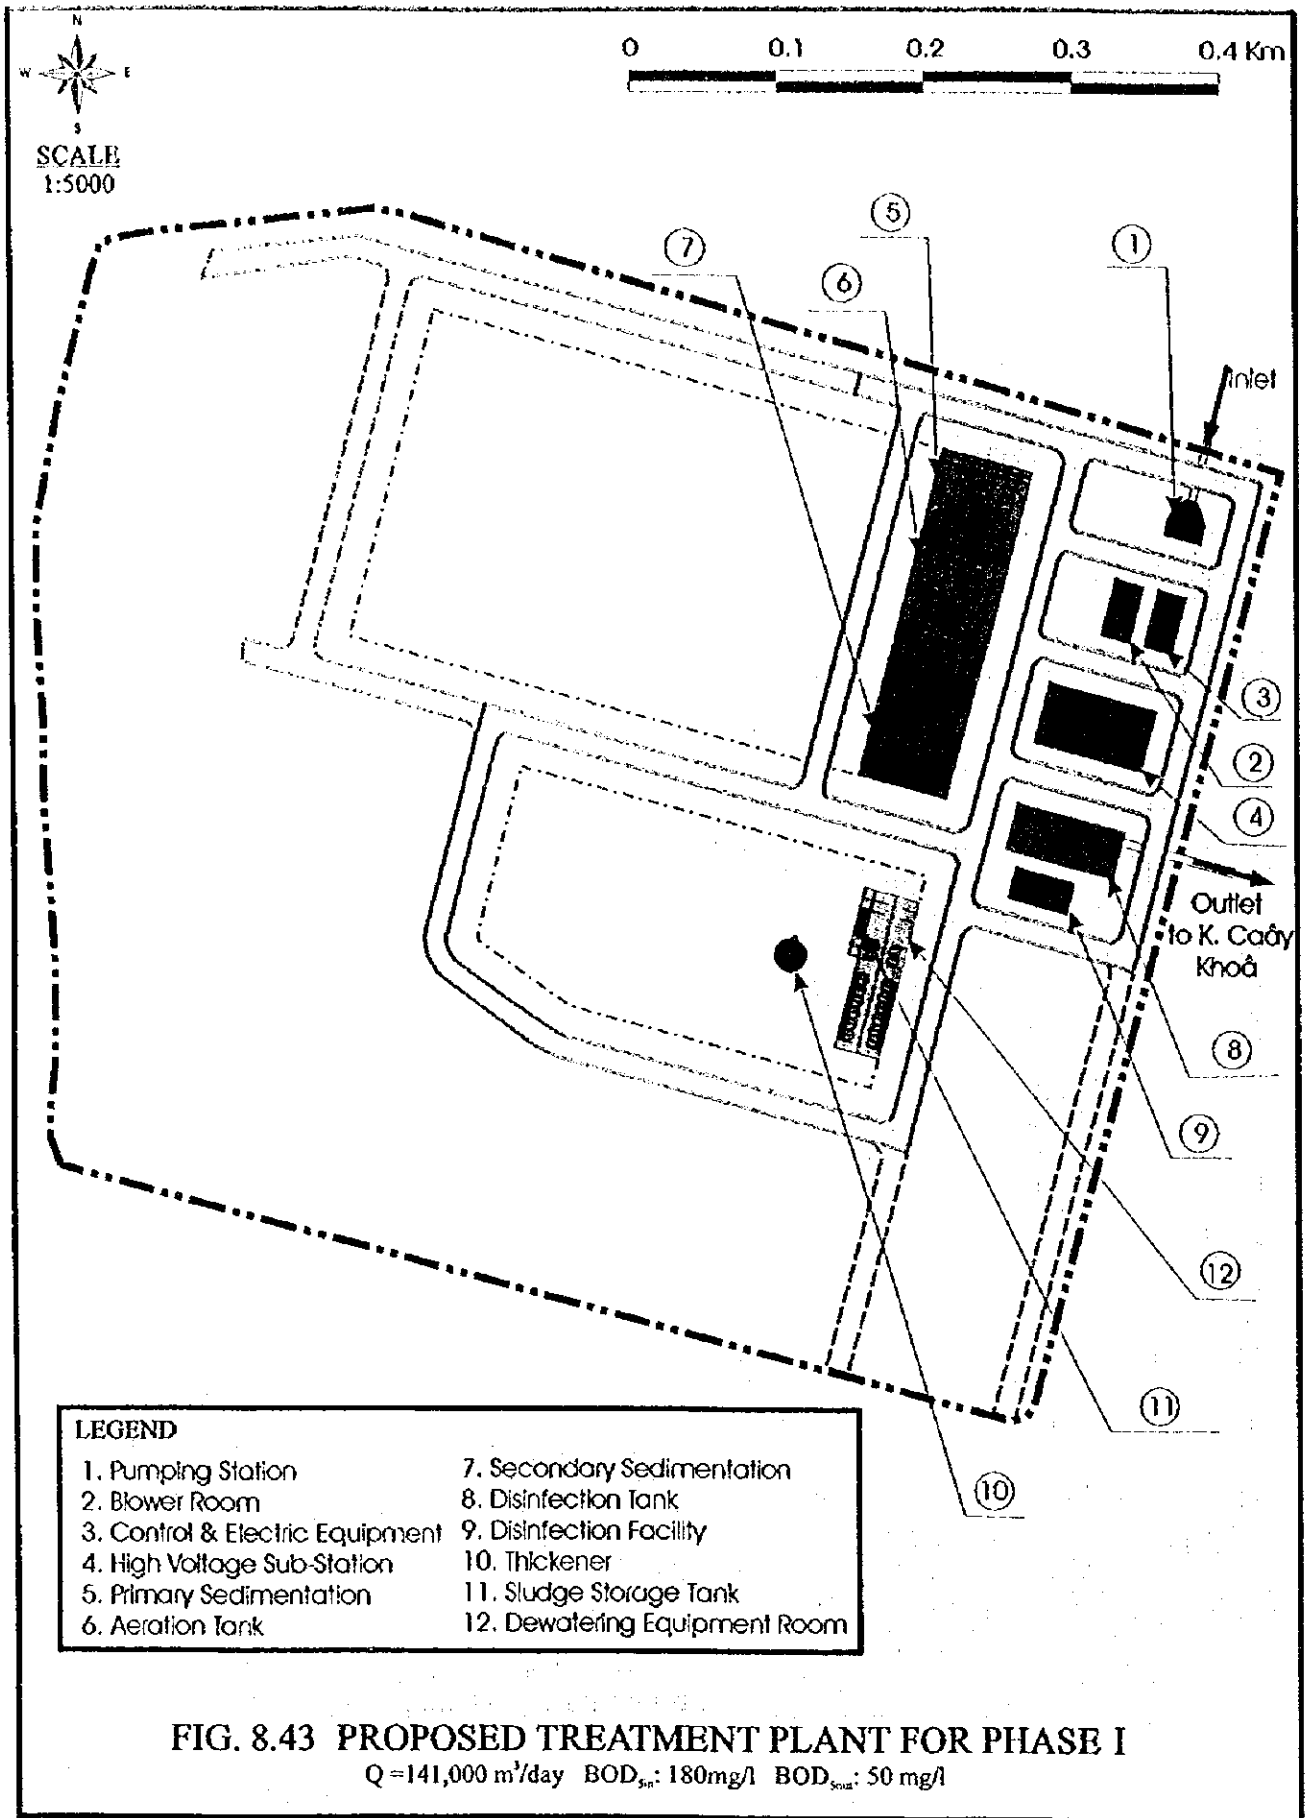 N
W E
S
SCALE
1:5000
0 0.1 0.2 0.3 0.4 Km
5
7
1
6
Inlet
3
2
4
Outlet
to K. Caây
Khoâ
8
9
12
11
10
LEGEND
1. Pumping Station
2. Blower Room
3. Control & Electric Equipment
4. High Voltage Sub-Station
5. Primary Sedimentation
6. Aeration Tank
7. Secondary Sedimentation
8. Disinfection Tank
9. Disinfection Facility
10. Thickener
11. Sludge Storage Tank
12. Dewatering Equipment Room
FIG. 8.43 PROPOSED TREATMENT PLANT FOR PHASE I
Q =141,000 m³/day BOD₅ᵢₙ: 180mg/l BOD₅ₒᵤₜ: 50 mg/l